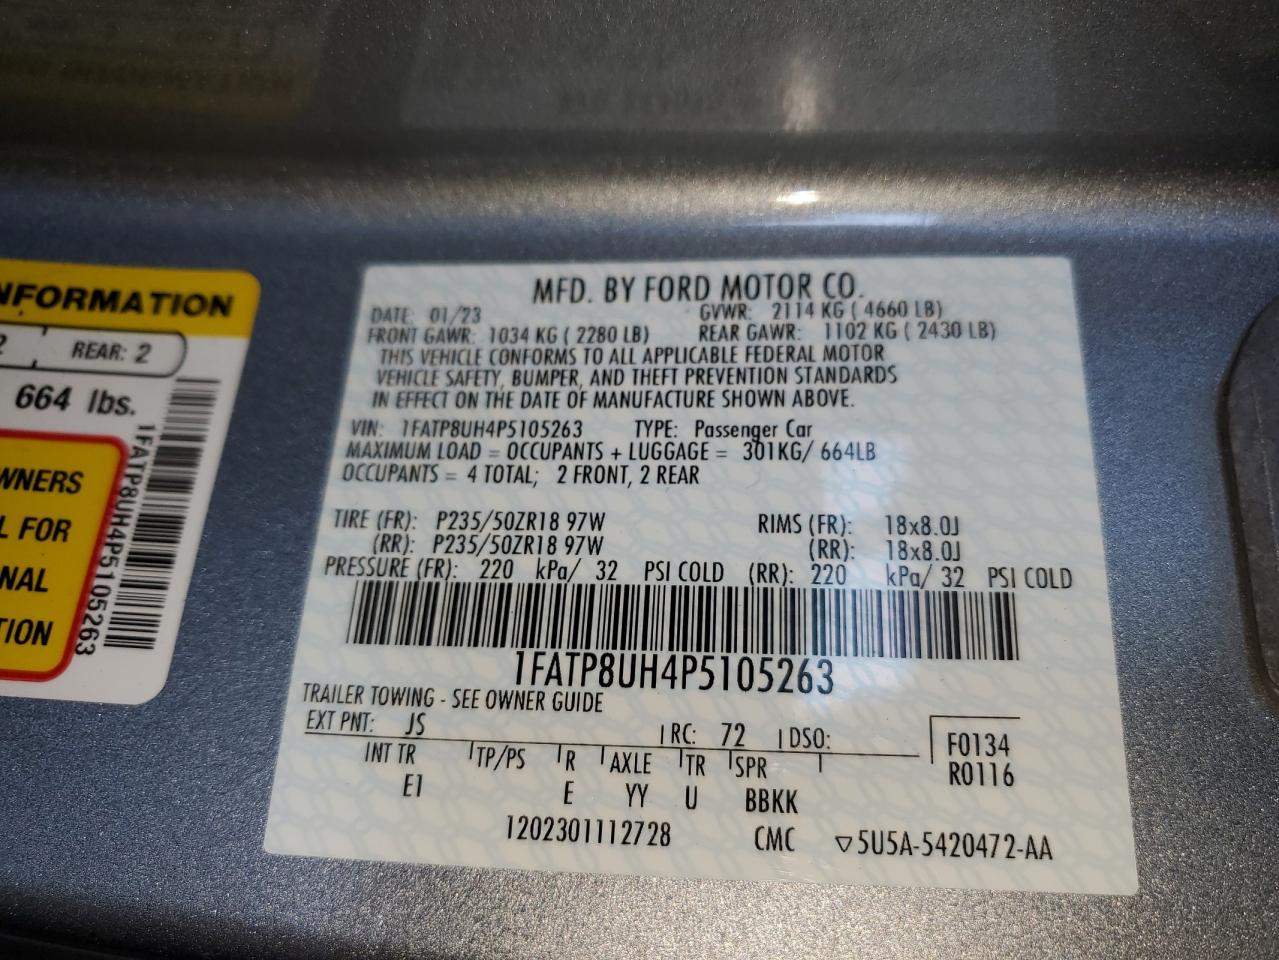 NFORMATION
2 REAR: 2
664 lbs.
WNERS
L FOR
NAL
TION
1FATP8UH4P5105263
MFD. BY FORD MOTOR CO.
DATE: 01/23 GVWR: 2114 KG ( 4660 LB)
FRONT GAWR: 1034 KG ( 2280 LB) REAR GAWR: 1102 KG ( 2430 LB)
THIS VEHICLE CONFORMS TO ALL APPLICABLE FEDERAL MOTOR
VEHICLE SAFETY, BUMPER, AND THEFT PREVENTION STANDARDS
IN EFFECT ON THE DATE OF MANUFACTURE SHOWN ABOVE.
VIN: 1FATP8UH4P5105263 TYPE: Passenger Car
MAXIMUM LOAD = OCCUPANTS + LUGGAGE = 301KG/ 664LB
OCCUPANTS = 4 TOTAL; 2 FRONT, 2 REAR
TIRE (FR): P235/50ZR18 97W RIMS (FR): 18x8.0J
(RR): P235/50ZR18 97W (RR): 18x8.0J
PRESSURE (FR): 220 kPa/ 32 PSI COLD (RR): 220 kPa/ 32 PSI COLD
1FATP8UH4P5105263
TRAILER TOWING - SEE OWNER GUIDE
EXT PNT: JS RC: 72 DSO: F0134
INT TR TP/PS R AXLE TR SPR R0116
E1 E YY U BBKK
1202301112728 CMC ▽5U5A-5420472-AA